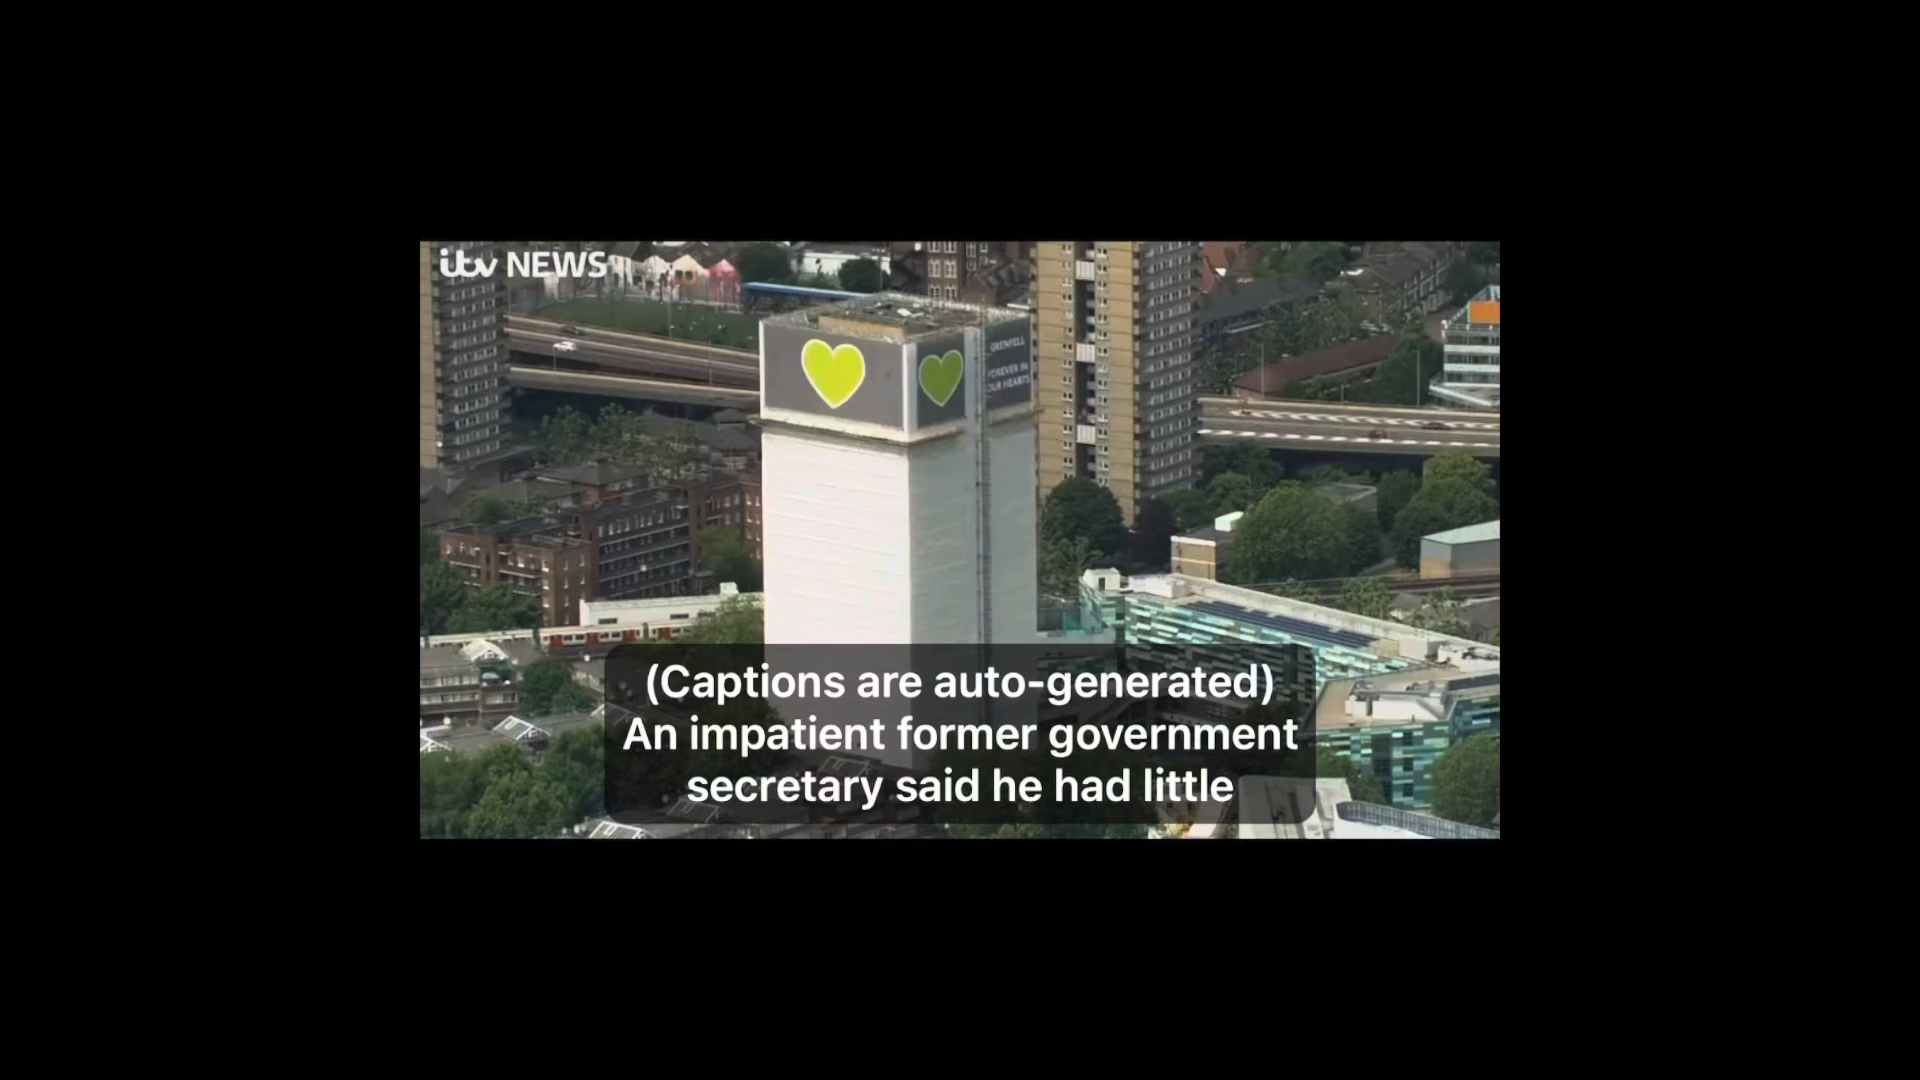 itv NEWS
GRENFELL
FOREVER IN
OUR HEARTS
(Captions are auto-generated)
An impatient former government
secretary said he had little